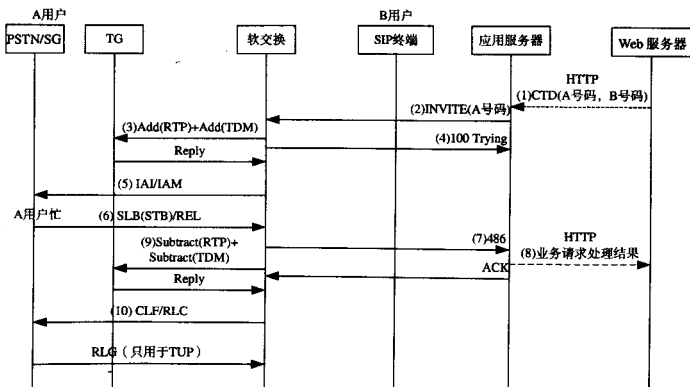 A用户
B用户
PSTN/SG
TG
软交换
SIP终端
应用服务器
Web 服务器
HTTP
(1)CTD(A号码，B号码)
(2)INVITE(A号码)
(3)Add(RTP)+Add(TDM)
(4)100 Trying
Reply
(5) IAI/IAM
A用户忙
(6) SLB(STB)/REL
(7)486
HTTP
(9)Subtract(RTP)+
Subtract(TDM)
(8)业务请求处理结果
ACK
Reply
(10) CLF/RLC
RLG（只用于TUP）